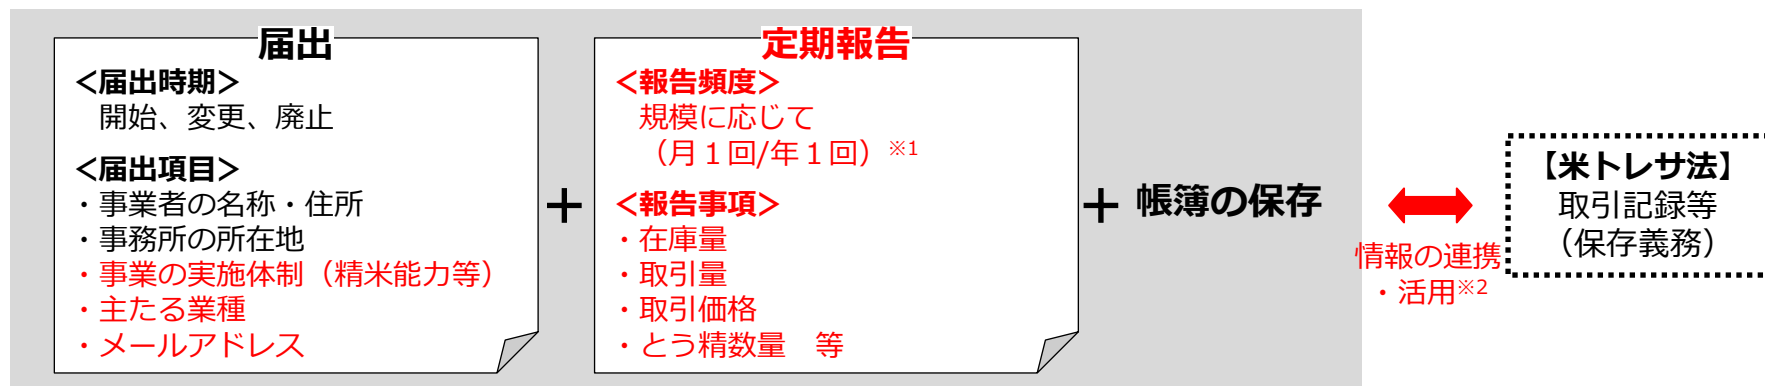 届出
<届出時期>
開始、変更、廃止
<届出項目>
・事業者の名称・住所
・事務所の所在地
・事業の実施体制（精米能力等）
・主たる業種
・メールアドレス
＋
定期報告
<報告頻度>
規模に応じて
（月１回/年１回）※1
<報告事項>
・在庫量
・取引量
・取引価格
・とう精数量　等
＋ 帳簿の保存
情報の連携
・活用※2
【米トレサ法】
取引記録等
（保存義務）